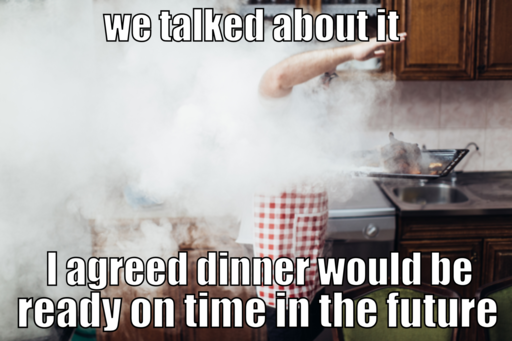 we talked about it
I agreed dinner would be
ready on time in the future